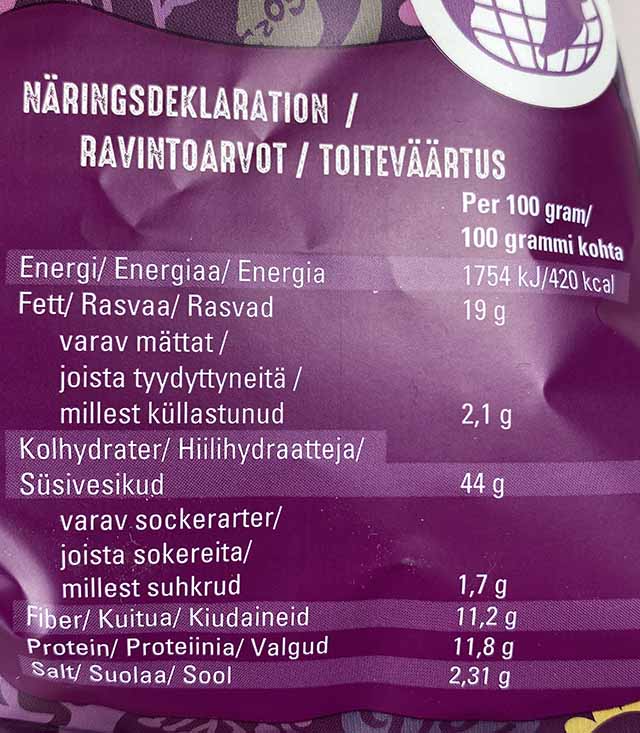 NÄRINGSDEKLARATION /
RAVINTOARVOT / TOITEVÄÄRTUS
Per 100 gram/
100 grammi kohta
Energi/ Energiaa/ Energia 1754 kJ/420 kcal
Fett/ Rasvaa/ Rasvad 19 g
varav mättat /
joista tyydyttyneitä /
millest küllastunud 2,1 g
Kolhydrater/ Hiilihydraatteja/
Süsivesikud 44 g
varav sockerarter/
joista sokereita/
millest suhkrud 1,7 g
Fiber/ Kuitua/ Kiudaineid 11,2 g
Protein/ Proteiinia/ Valgud 11,8 g
Salt/ Suolaa/ Sool 2,31 g